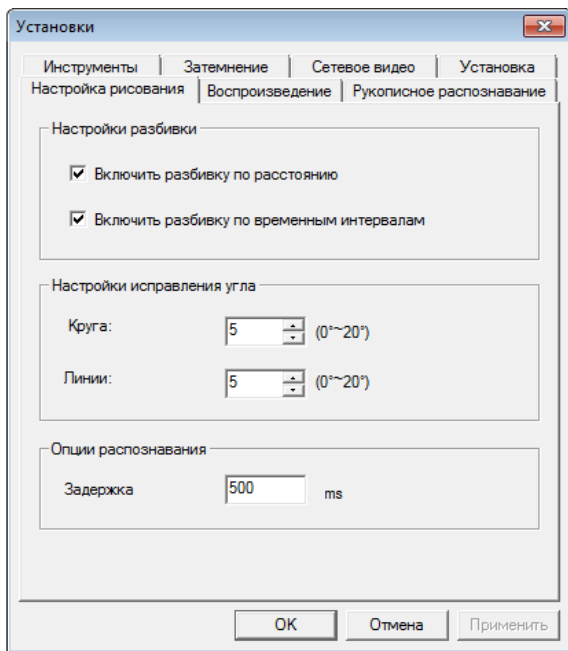 Установки
Инструменты Затемнение Сетевое видео Установка
Настройка рисования Воспроизведение Рукописное распознавание
Настройки разбивки
Включить разбивку по расстоянию
Включить разбивку по временным интервалам
Настройки исправления угла
Круга: 5 (0°~20°)
Линии: 5 (0°~20°)
Опции распознавания
Задержка 500 ms
OK Отмена Применить